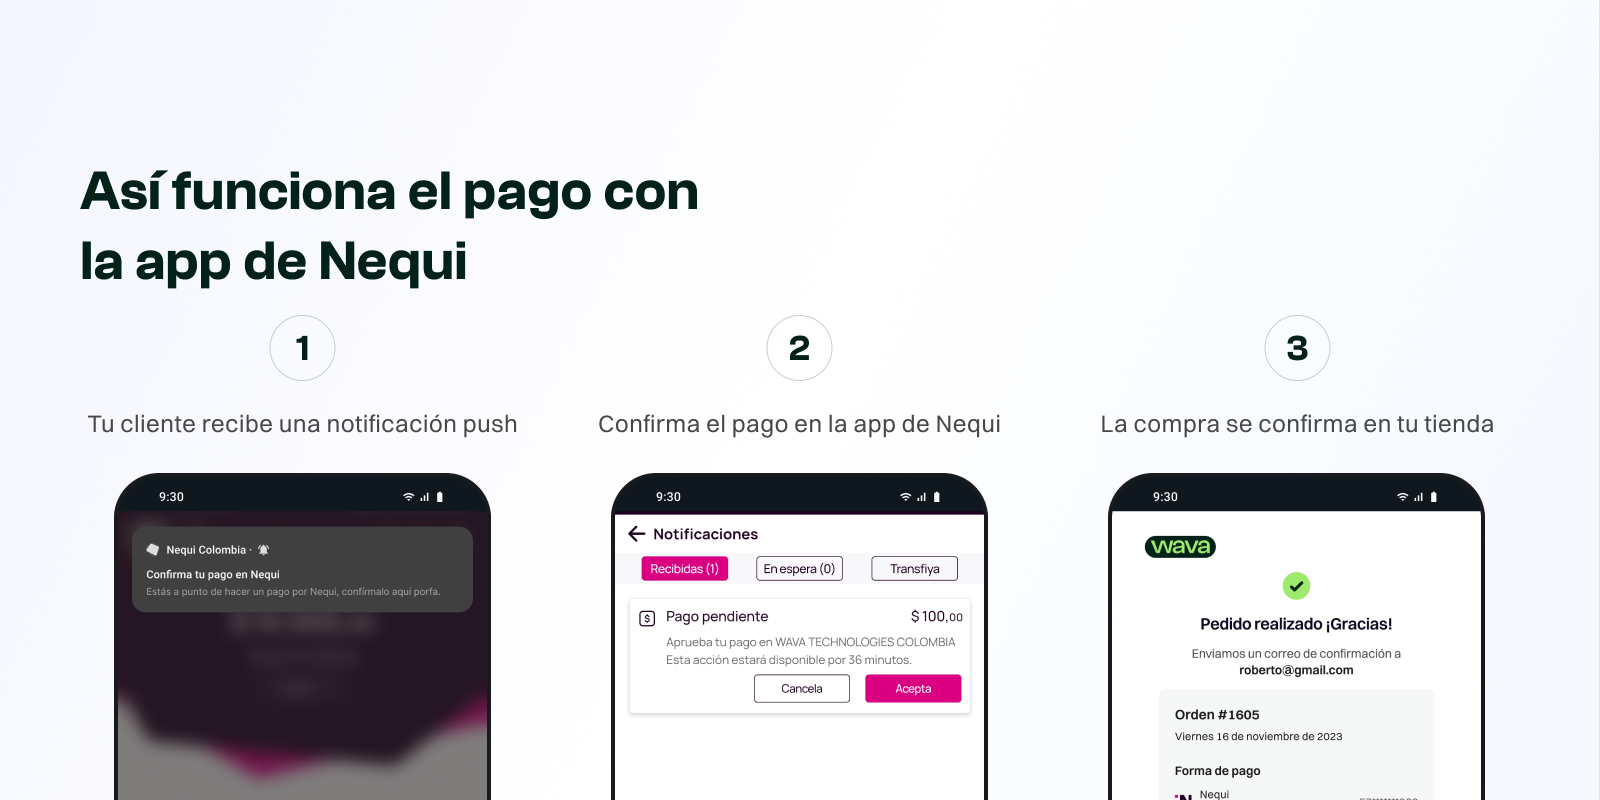 Así funciona el pago con
la app de Nequi
1
Tu cliente recibe una notificación push
9:30
Nequi Colombia ·
Confirma tu pago en Nequi
Estás a punto de hacer un pago por Nequi, confírmalo aquí porfa.
2
Confirma el pago en la app de Nequi
9:30
Notificaciones
Recibidas (1)
En espera (0)
Transfiya
Pago pendiente
$ 100,00
Aprueba tu pago en WAVA TECHNOLOGIES COLOMBIA
Esta acción estará disponible por 36 minutos.
Cancela
Acepta
3
La compra se confirma en tu tienda
9:30
wava
Pedido realizado ¡Gracias!
Enviamos un correo de confirmación a
roberto@gmail.com
Orden #1605
Viernes 16 de noviembre de 2023
Forma de pago
Nequi